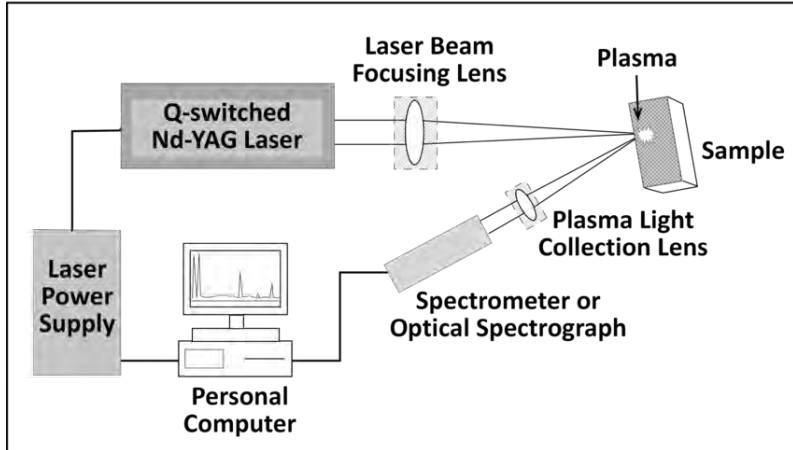 Laser Beam
Focusing Lens
Plasma
Q-switched
Nd-YAG Laser
Sample
Plasma Light
Collection Lens
Laser
Power
Supply
Spectrometer or
Optical Spectrograph
Personal
Computer